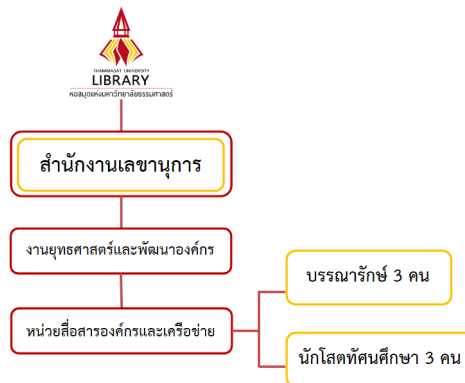 THAMMASAT UNIVERSITY
LIBRARY
หอสมุดแห่งมหาวิทยาลัยธรรมศาสตร์
สำนักงานเลขานุการ
งานยุทธศาสตร์และพัฒนาองค์กร
หน่วยสื่อสารองค์กรและเครือข่าย
บรรณารักษ์ 3 คน
นักโสตทัศนศึกษา 3 คน